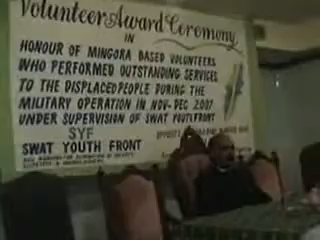 Volunteer Award Ceremony
IN
HONOUR OF MINGORA BASED VOLUNTEERS
WHO PERFORMED OUTSTANDING SERVICES
TO THE DISPLACED PEOPLE DURING THE
MILITARY OPERATION IN NOV-DEC 2007
UNDER SUPERVISION OF SWAT YOUTH FRONT
SYF
SWAT YOUTH FRONT